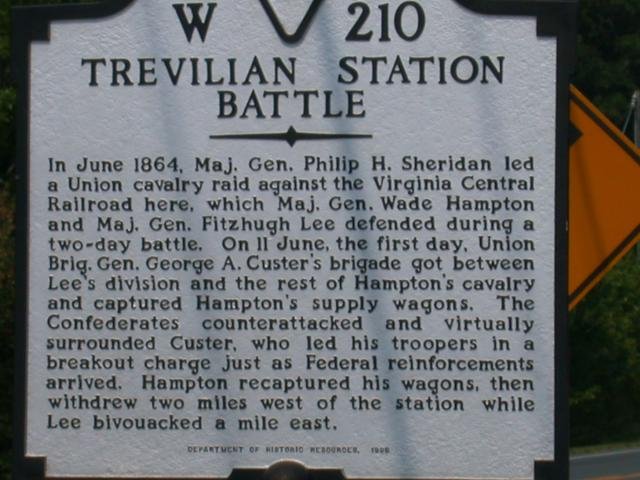 W 210
TREVILIAN STATION
BATTLE
In June 1864, Maj. Gen. Philip H. Sheridan led
a Union cavalry raid against the Virginia Central
Railroad here, which Maj. Gen. Wade Hampton
and Maj. Gen. Fitzhugh Lee defended during a
two-day battle. On 11 June, the first day, Union
Brig. Gen. George A. Custer's brigade got between
Lee's division and the rest of Hampton's cavalry
and captured Hampton's supply wagons. The
Confederates counterattacked and virtually
surrounded Custer, who led his troopers in a
breakout charge just as Federal reinforcements
arrived. Hampton recaptured his wagons, then
withdrew two miles west of the station while
Lee bivouacked a mile east.
DEPARTMENT OF HISTORIC RESOURCES,